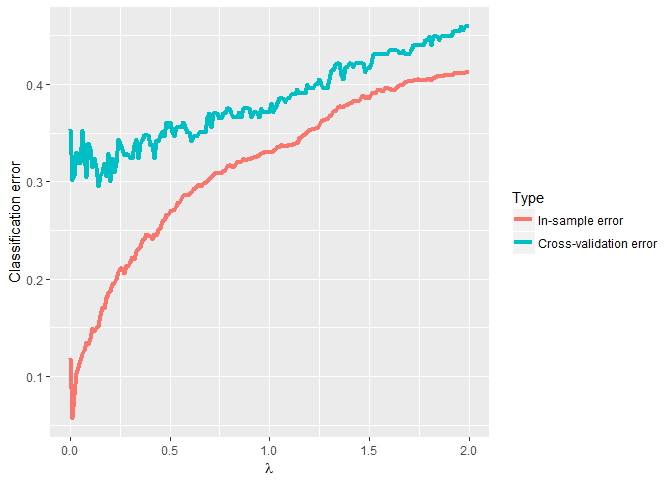 Classification error
0.4
0.3
0.2
0.1
0.0 0.5 1.0 1.5 2.0
λ
Type
In-sample error
Cross-validation error